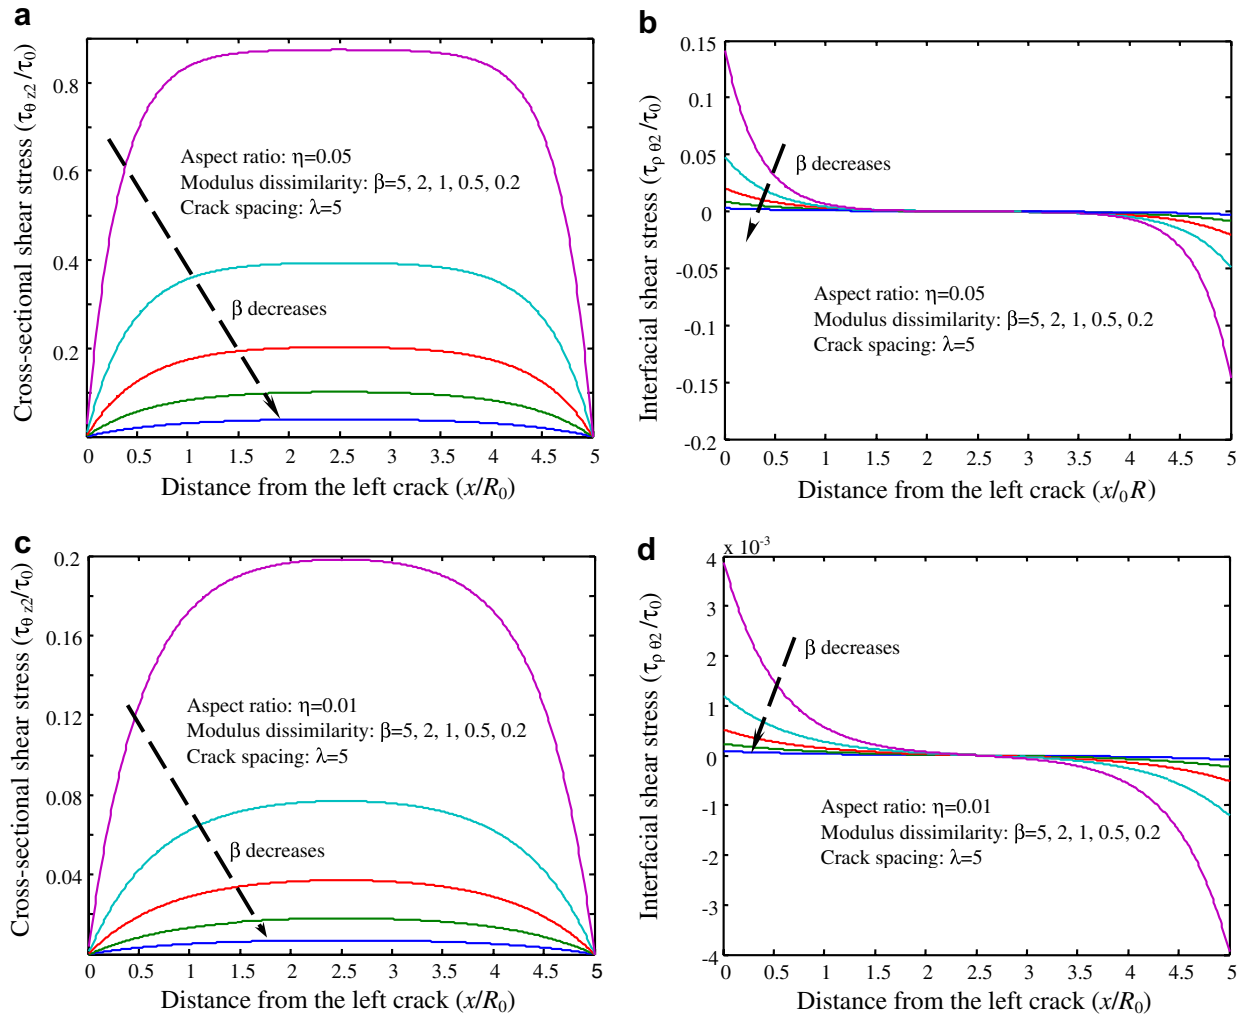 a
Cross-sectional shear stress (τθ z2/τ0)
0.8
0.6
0.4
0.2
Aspect ratio: η=0.05
Modulus dissimilarity: β=5, 2, 1, 0.5, 0.2
Crack spacing: λ=5
β decreases
0 0.5 1 1.5 2 2.5 3 3.5 4 4.5 5
Distance from the left crack (x/R0)
b
Interfacial shear stress (τρ θ2/τ0)
0.15
0.1
0.05
0
-0.05
-0.1
-0.15
-0.2
β decreases
Aspect ratio: η=0.05
Modulus dissimilarity: β=5, 2, 1, 0.5, 0.2
Crack spacing: λ=5
0 0.5 1 1.5 2 2.5 3 3.5 4 4.5 5
Distance from the left crack (x/0R)
c
Cross-sectional shear stress (τθ z2/τ0)
0.2
0.16
0.12
0.08
0.04
Aspect ratio: η=0.01
Modulus dissimilarity: β=5, 2, 1, 0.5, 0.2
Crack spacing: λ=5
β decreases
0 0.5 1 1.5 2 2.5 3 3.5 4 4.5 5
Distance from the left crack (x/R0)
d
x 10-3
Interfacial shear stress (τρ θ2/τ0)
4
3
2
1
0
-1
-2
-3
-4
β decreases
Aspect ratio: η=0.01
Modulus dissimilarity: β=5, 2, 1, 0.5, 0.2
Crack spacing: λ=5
0 0.5 1 1.5 2 2.5 3 3.5 4 4.5 5
Distance from the left crack (x/R0)